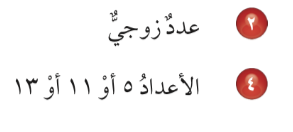 ٢ عددٌ زوجيٌّ
٤ الأعدادُ ٥ أوْ ١١ أوْ ١٣